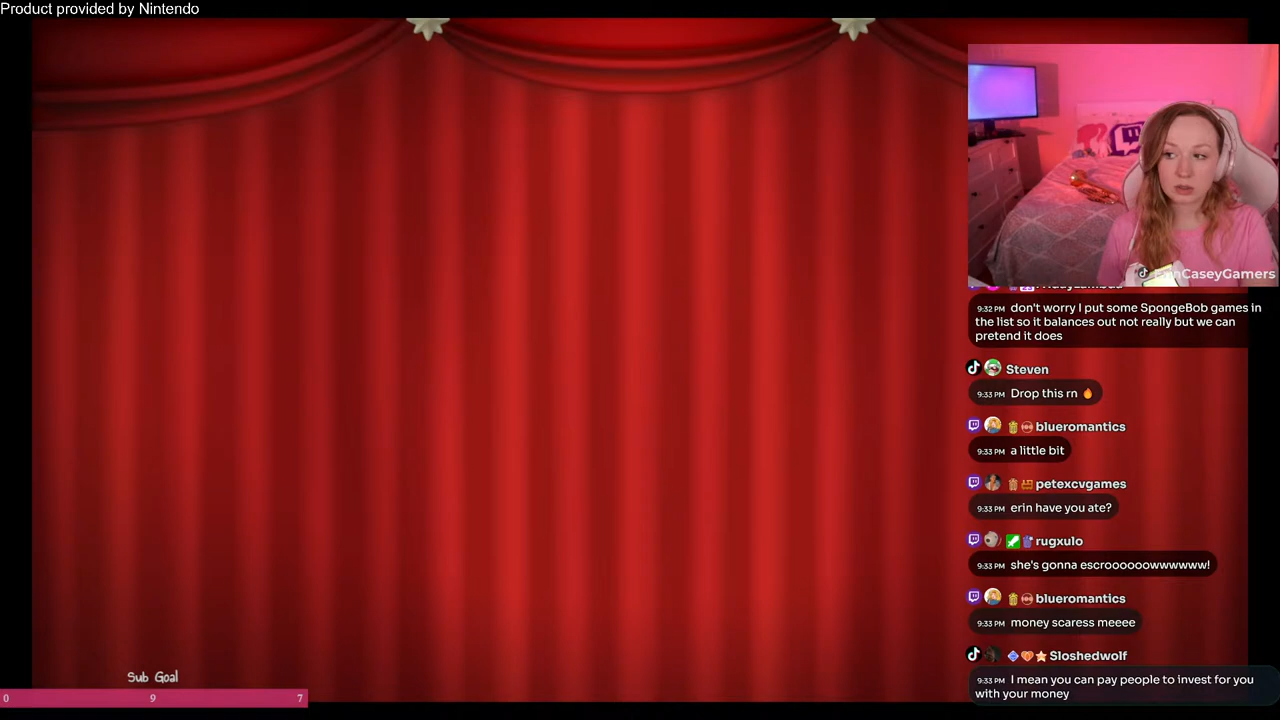 Product provided by Nintendo
CaseyGamers
9:32 PM don't worry I put some SpongeBob games in
the list so it balances out not really but we can
pretend it does
Steven
9:33 PM Drop this rn 🔥
blueromantics
9:33 PM a little bit
petexcvgames
9:33 PM erin have you ate?
rugxulo
9:33 PM she's gonna escroooooowwwwww!
blueromantics
9:33 PM money scaress meeee
Sloshedwolf
9:33 PM I mean you can pay people to invest for you
with your money
Sub Goal
0 9 7